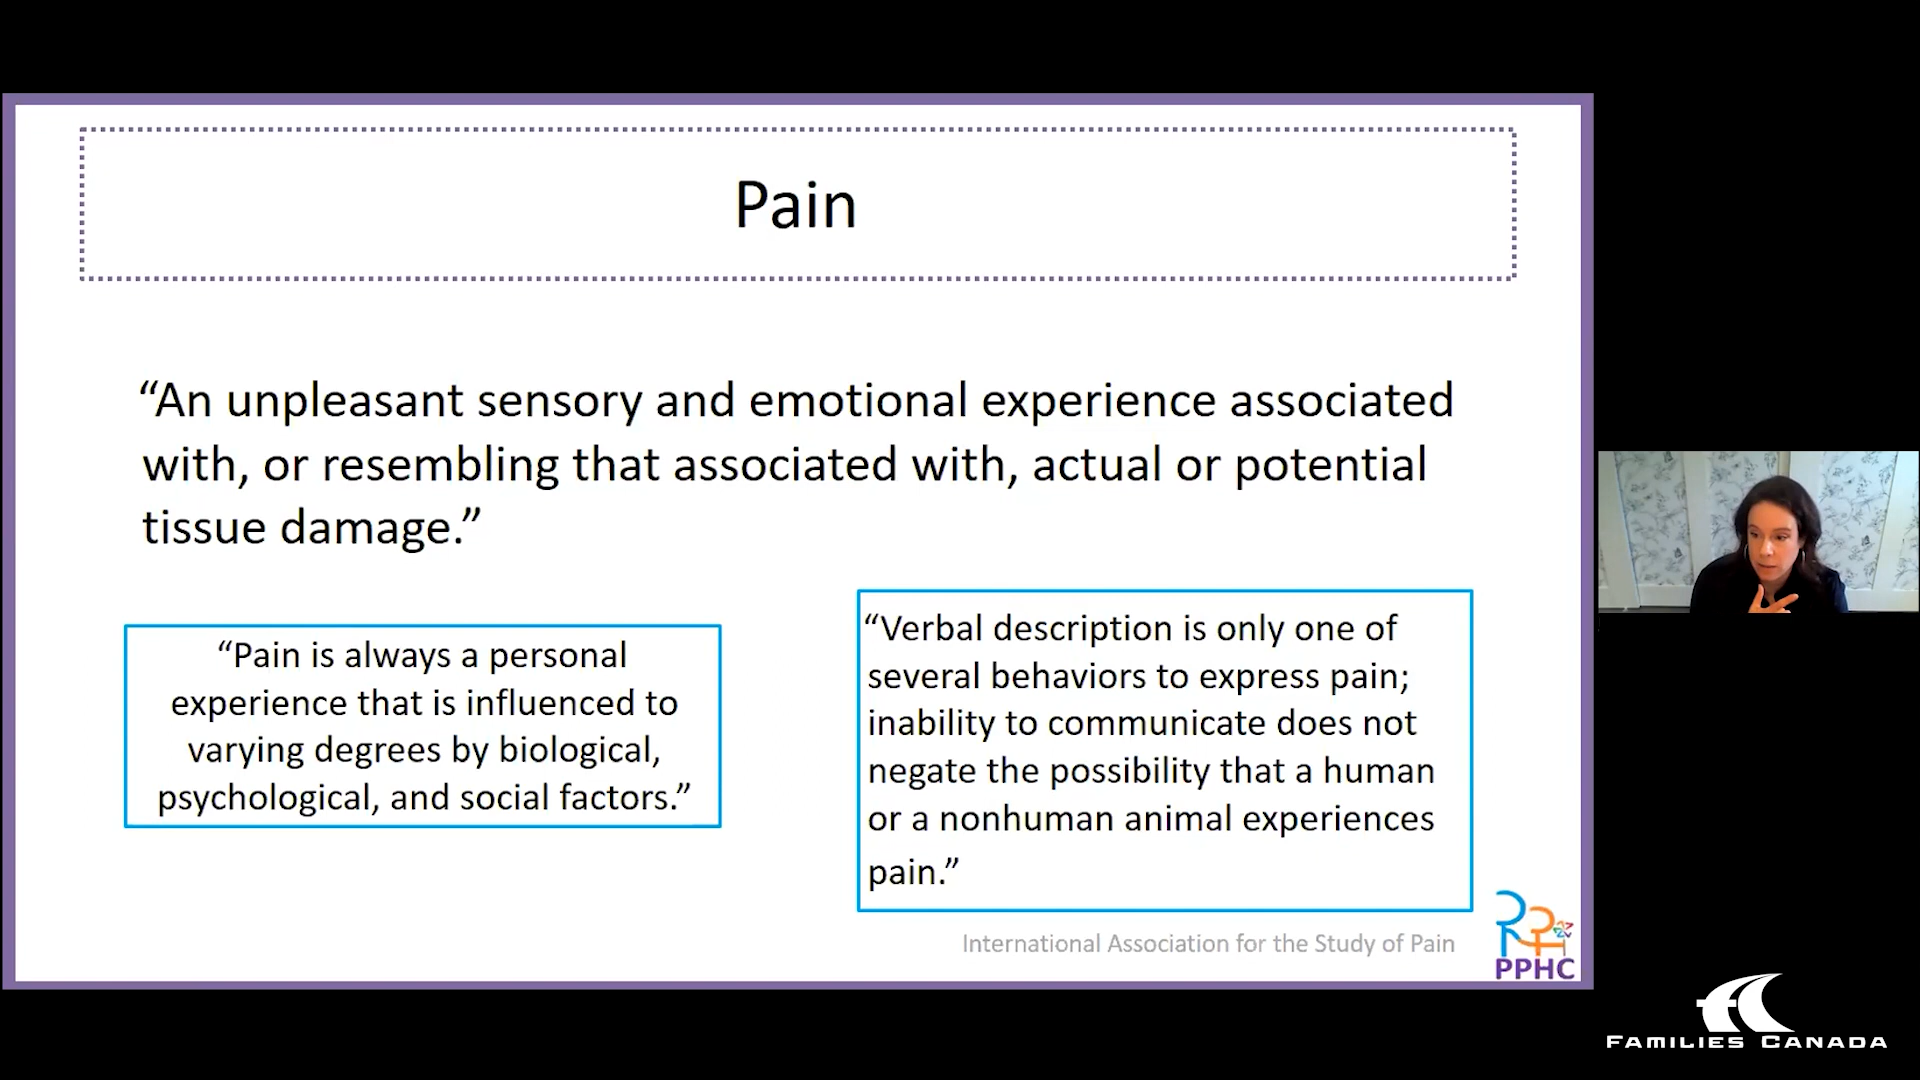 Pain
“An unpleasant sensory and emotional experience associated
with, or resembling that associated with, actual or potential
tissue damage.”
“Pain is always a personal
experience that is influenced to
varying degrees by biological,
psychological, and social factors.”
“Verbal description is only one of
several behaviors to express pain;
inability to communicate does not
negate the possibility that a human
or a nonhuman animal experiences
pain.”
International Association for the Study of Pain
PPHC
FAMILIES CANADA